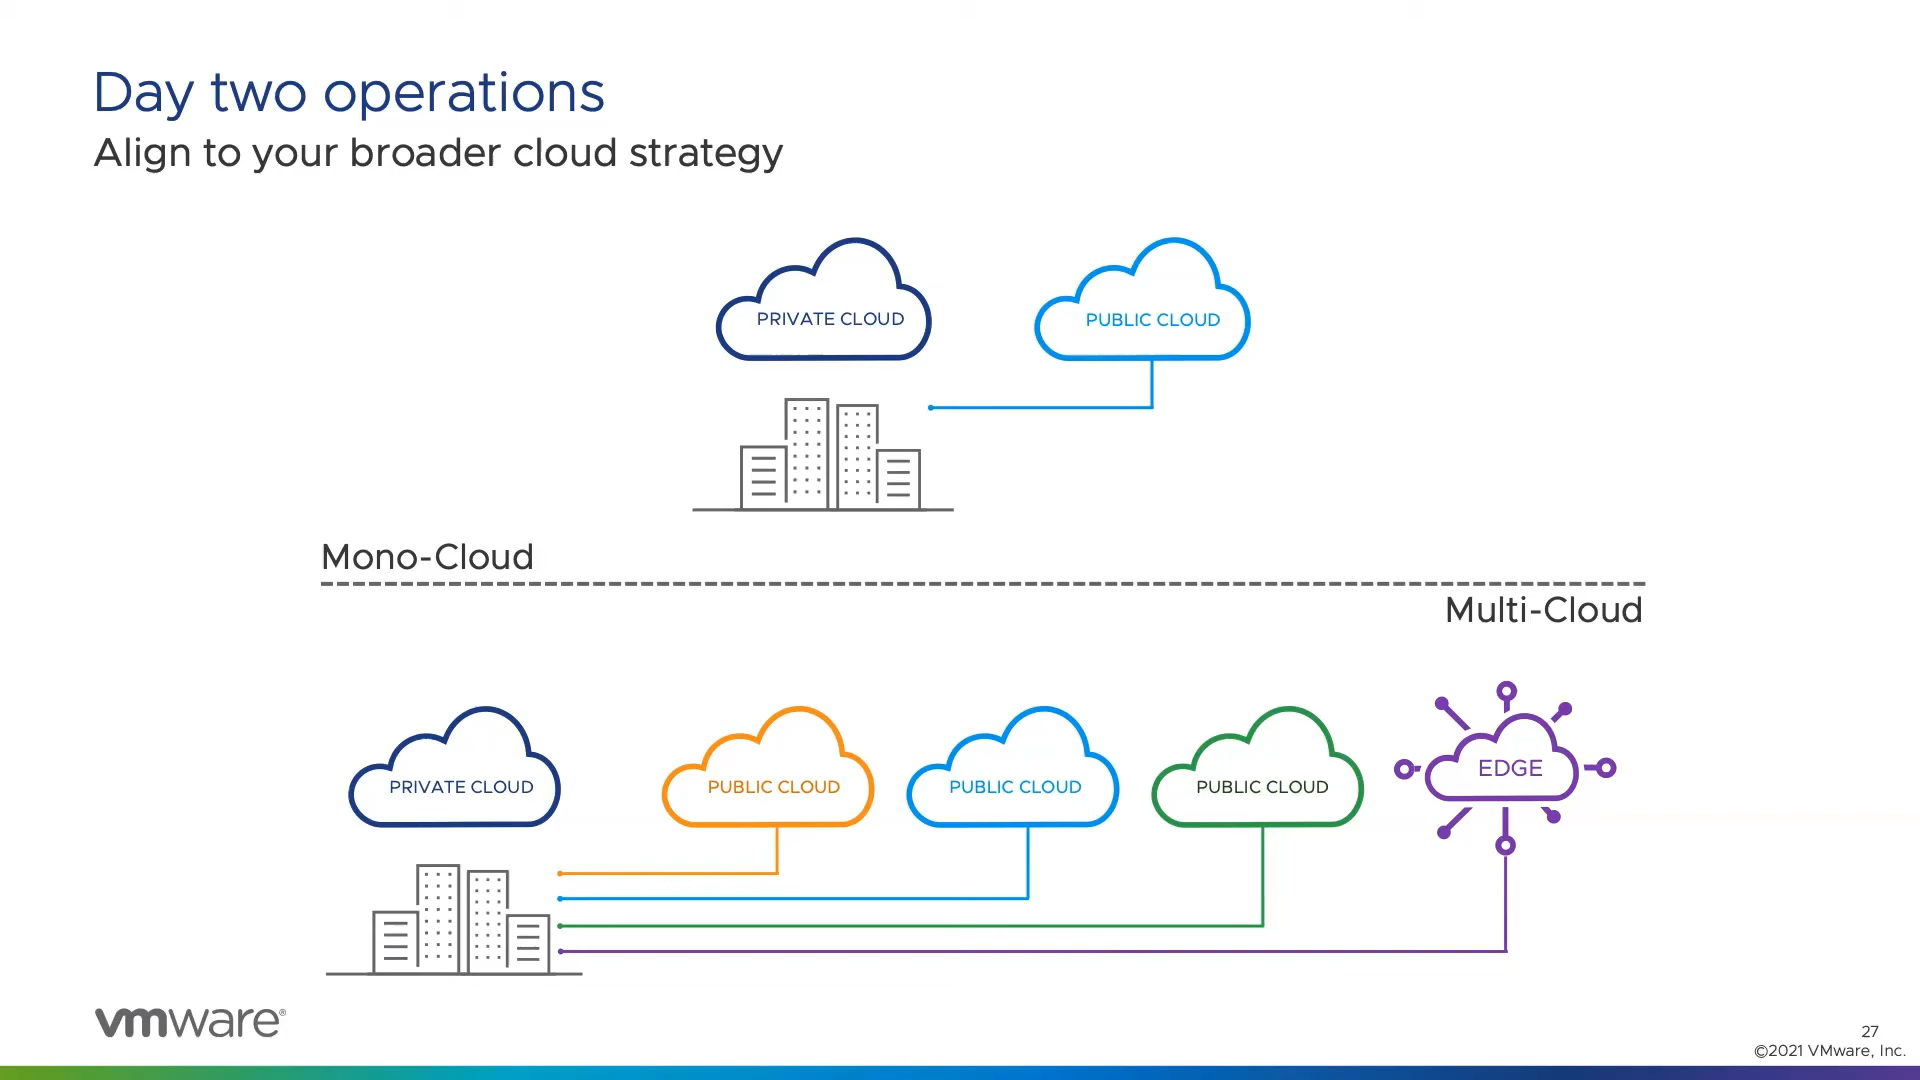 Day two operations
Align to your broader cloud strategy
PRIVATE CLOUD
PUBLIC CLOUD
Mono-Cloud
Multi-Cloud
PRIVATE CLOUD
PUBLIC CLOUD
PUBLIC CLOUD
PUBLIC CLOUD
EDGE
vmware®
27
©2021 VMware, Inc.